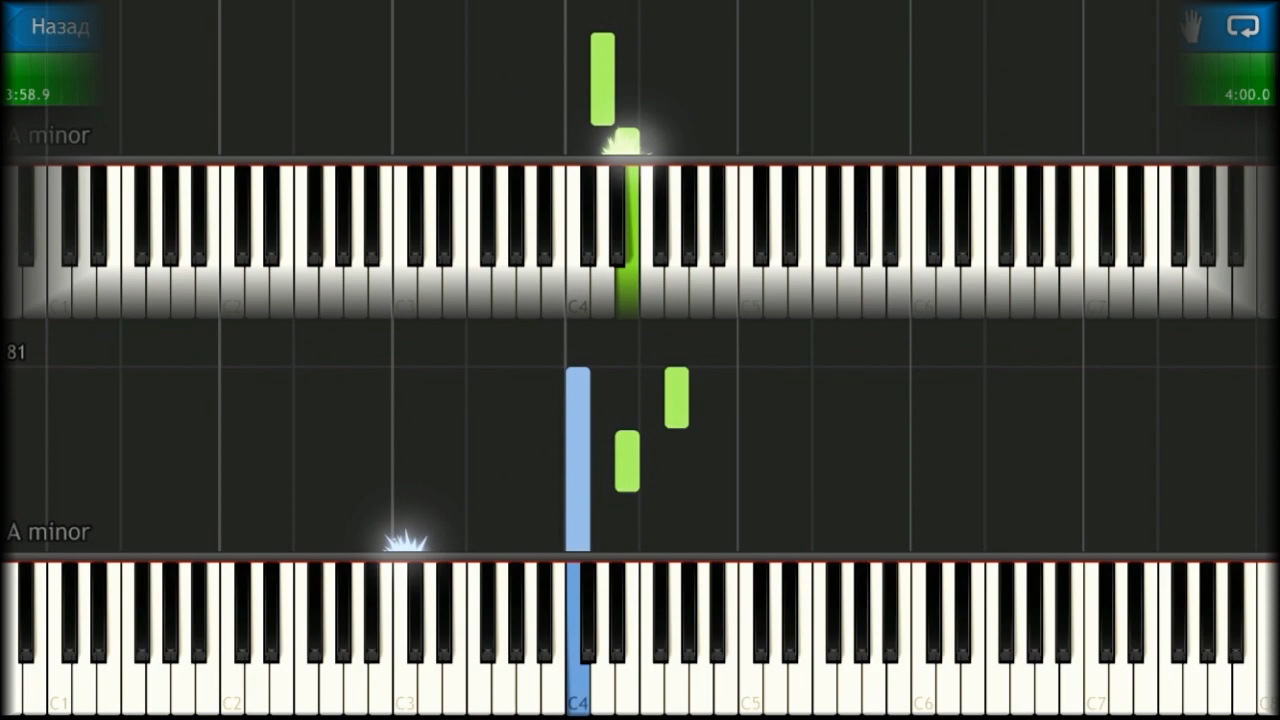 Назад
3:58.9
4:00.0
A minor
C1 C2 C3 C4 C5 C6 C7
81
A minor
C1 C2 C3 C4 C5 C6 C7